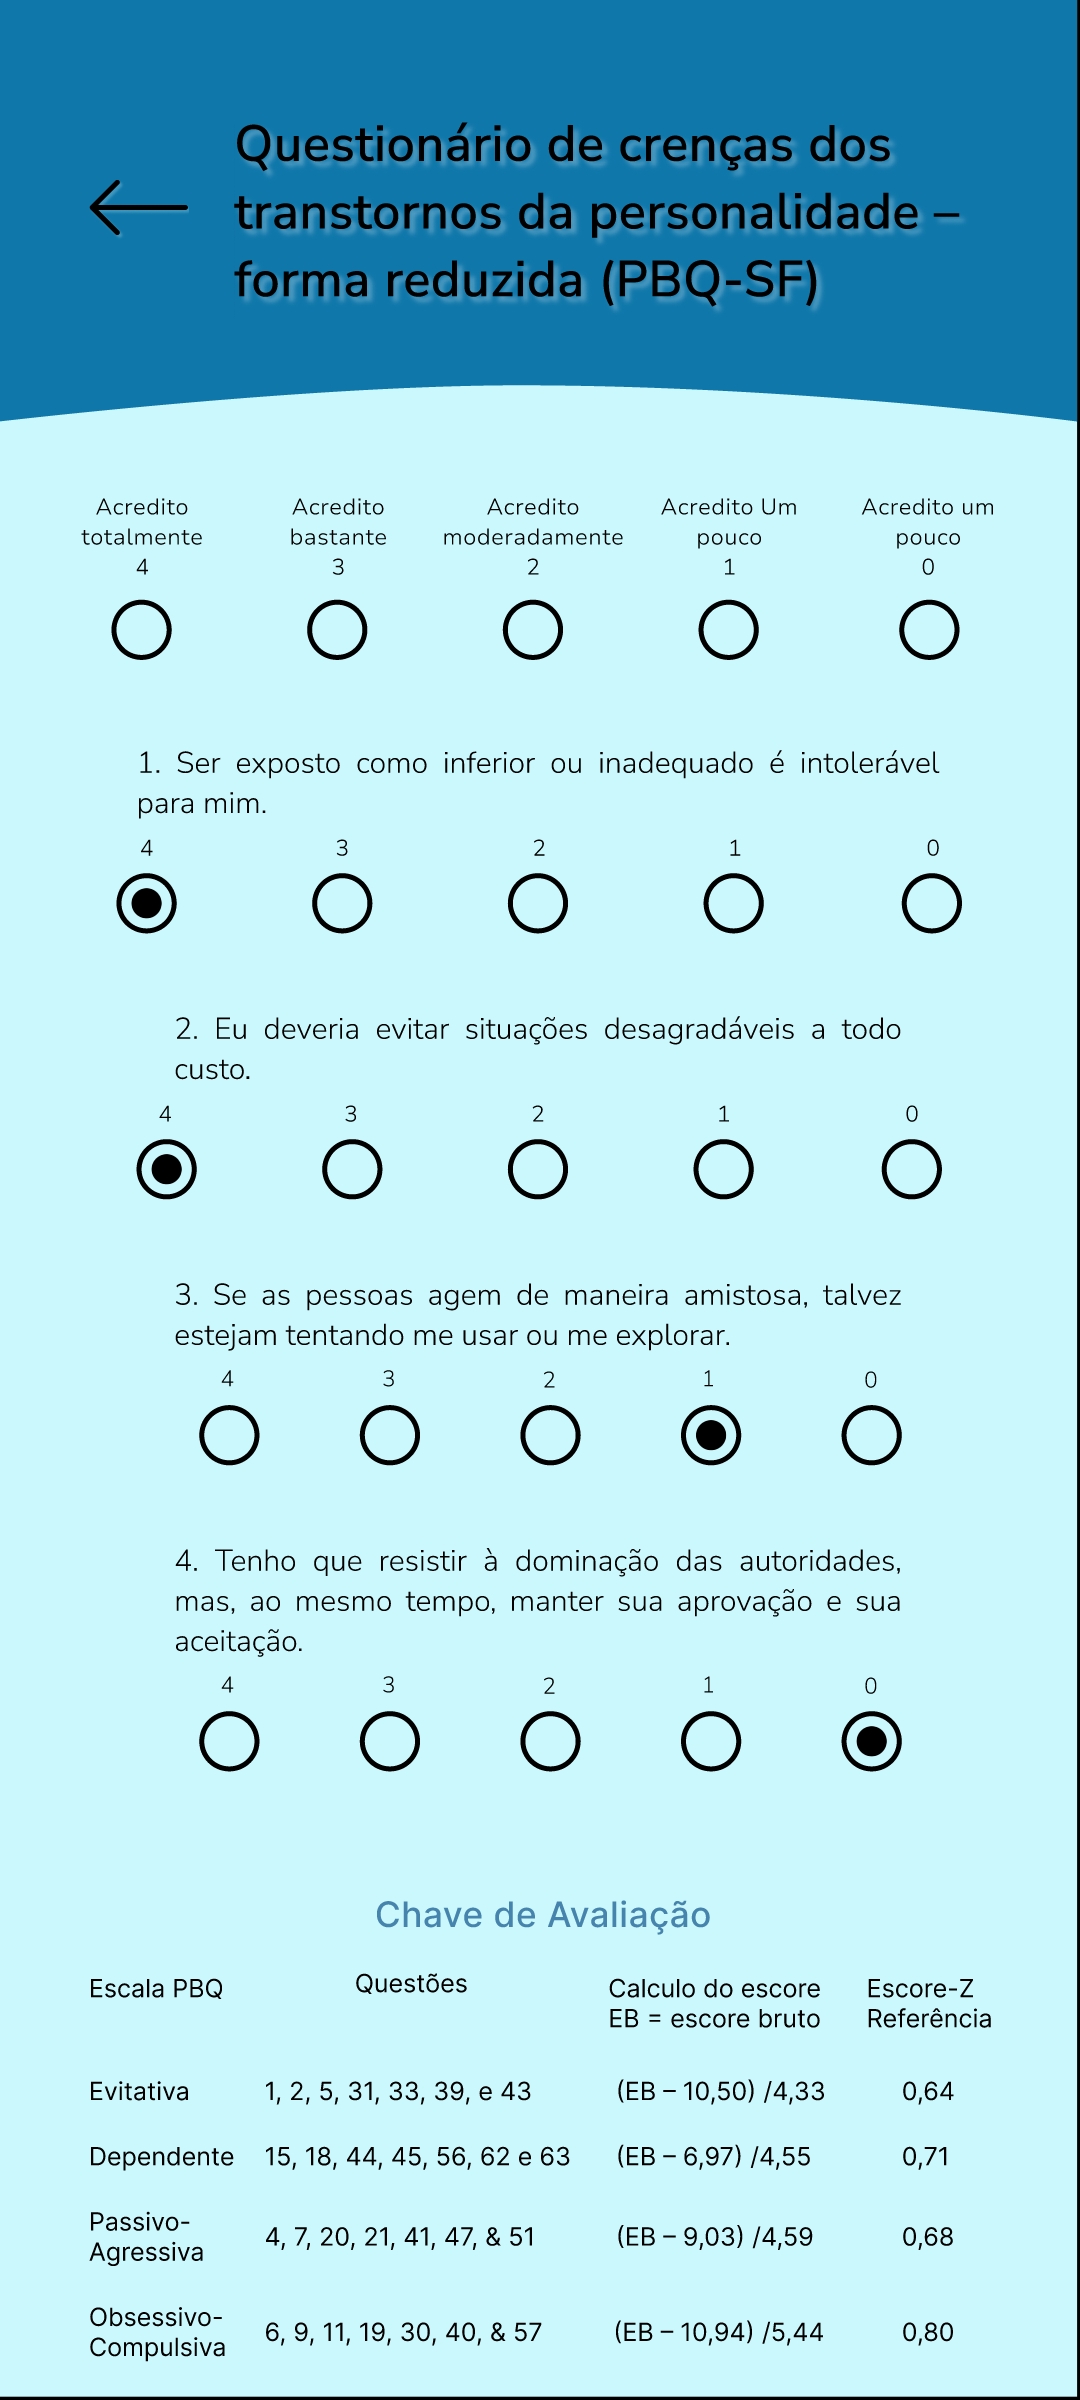 Questionário de crenças dos
transtornos da personalidade –
forma reduzida (PBQ-SF)
Acredito totalmente 4
Acredito bastante 3
Acredito moderadamente 2
Acredito Um pouco 1
Acredito um pouco 0
1. Ser exposto como inferior ou inadequado é intolerável
para mim.
4 3 2 1 0
2. Eu deveria evitar situações desagradáveis a todo
custo.
4 3 2 1 0
3. Se as pessoas agem de maneira amistosa, talvez
estejam tentando me usar ou me explorar.
4 3 2 1 0
4. Tenho que resistir à dominação das autoridades,
mas, ao mesmo tempo, manter sua aprovação e sua
aceitação.
4 3 2 1 0
Chave de Avaliação
Escala PBQ
Questões
Calculo do escore
EB = escore bruto
Escore-Z
Referência
Evitativa 1, 2, 5, 31, 33, 39, e 43 (EB – 10,50) /4,33 0,64
Dependente 15, 18, 44, 45, 56, 62 e 63 (EB – 6,97) /4,55 0,71
Passivo-
Agressiva
4, 7, 20, 21, 41, 47, & 51 (EB – 9,03) /4,59 0,68
Obsessivo-
Compulsiva
6, 9, 11, 19, 30, 40, & 57 (EB – 10,94) /5,44 0,80